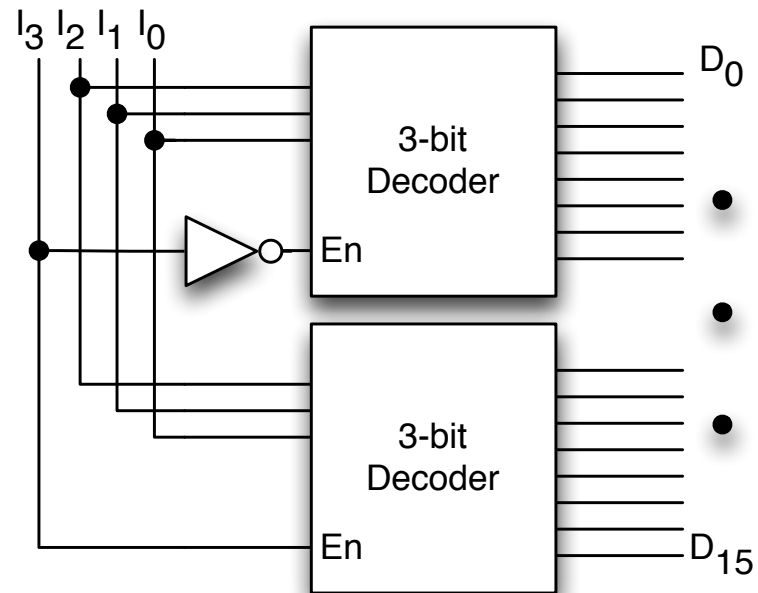 I3 I2 I1 I0
D0
3-bit
Decoder
En
3-bit
Decoder
En
D15